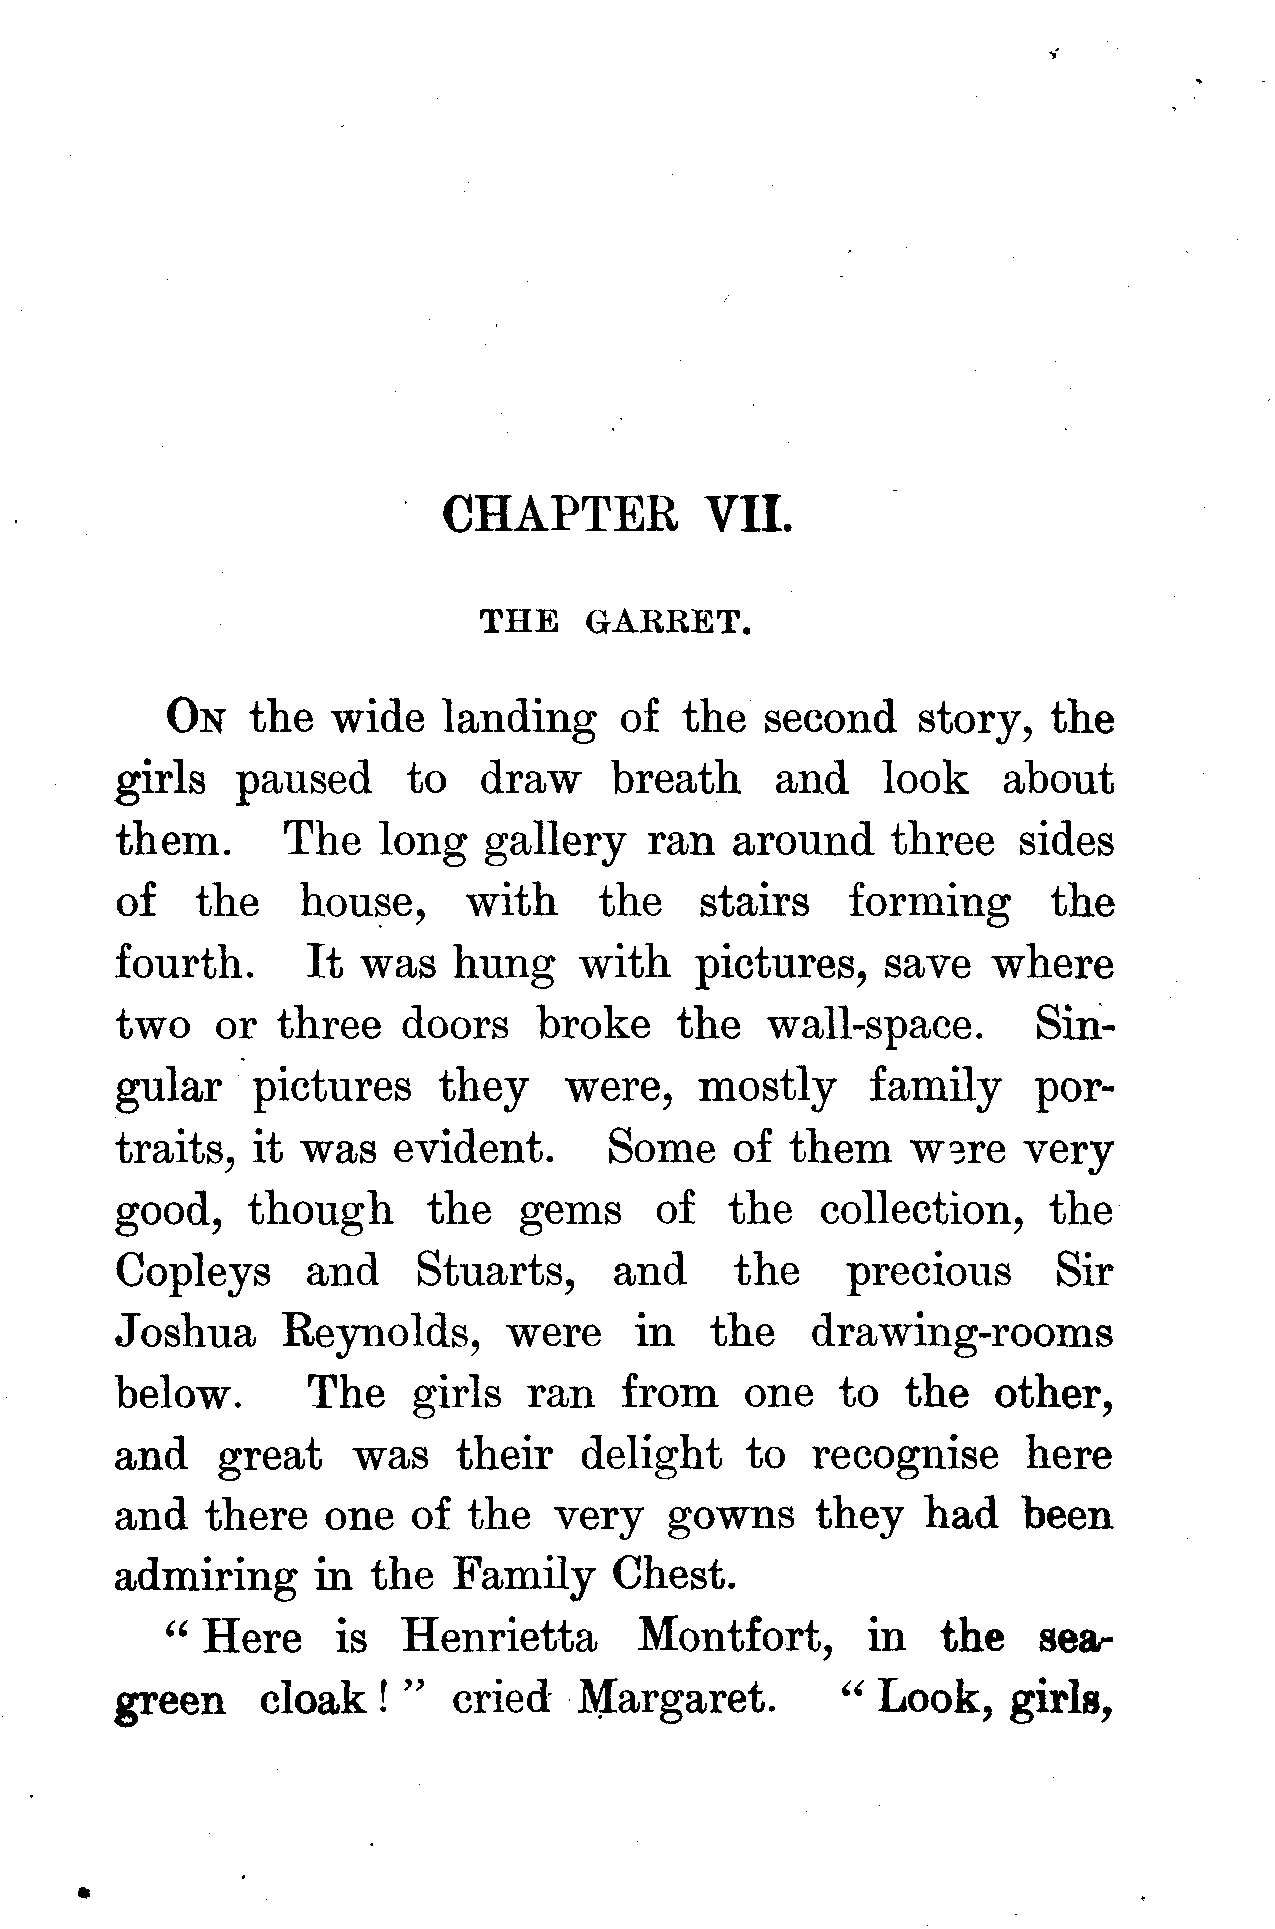 CHAPTER VII.
THE GARRET.
ON the wide landing of the second story, the
girls paused to draw breath and look about
them. The long gallery ran around three sides
of the house, with the stairs forming the
fourth. It was hung with pictures, save where
two or three doors broke the wall-space. Sin-
gular pictures they were, mostly family por-
traits, it was evident. Some of them were very
good, though the gems of the collection, the
Copleys and Stuarts, and the precious Sir
Joshua Reynolds, were in the drawing-rooms
below. The girls ran from one to the other,
and great was their delight to recognise here
and there one of the very gowns they had been
admiring in the Family Chest.
“ Here is Henrietta Montfort, in the sea-
green cloak ! ” cried Margaret. “ Look, girls,